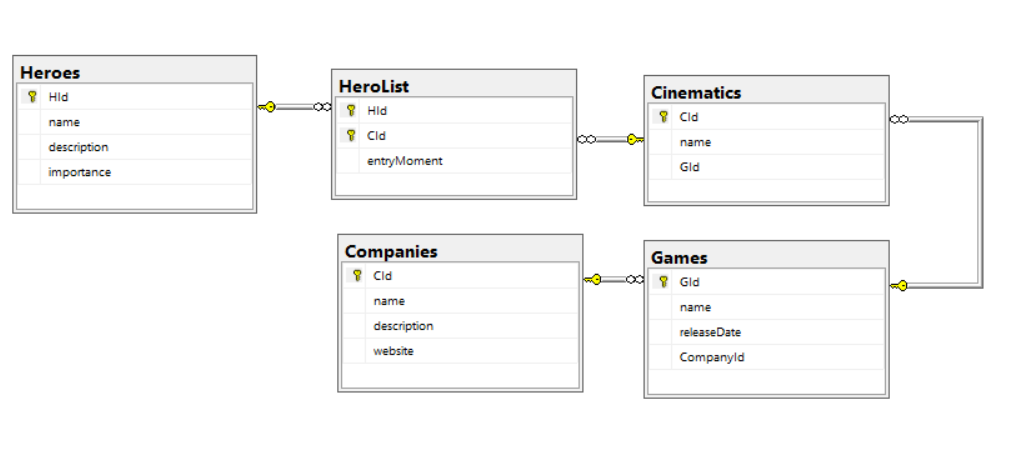 Heroes
HId
name
description
importance
HeroList
HId
CId
entryMoment
Cinematics
CId
name
GId
Companies
CId
name
description
website
Games
GId
name
releaseDate
CompanyId